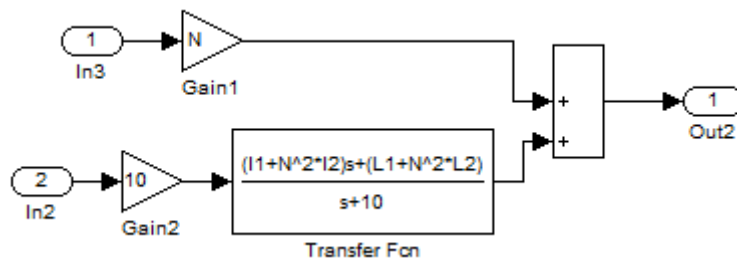 1
In3
N
Gain1
+
+
1
Out2
2
In2
10
Gain2
(I1+N^2*I2)s+(L1+N^2*L2)
s+10
Transfer Fcn